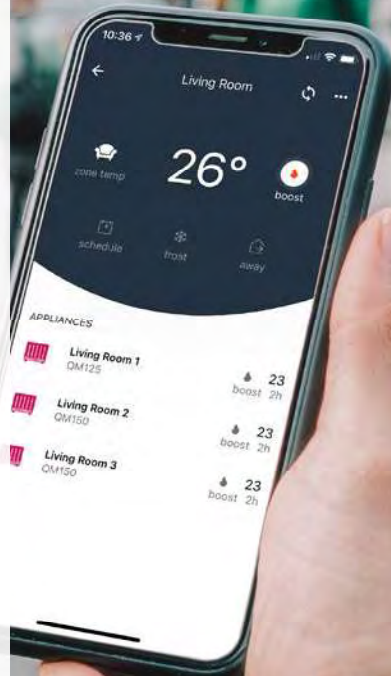 10:36
Living Room
zone temp
26°
boost
schedule
frost
away
APPLIANCES
Living Room 1
QM125
23
boost 2h
Living Room 2
QM150
23
boost 2h
Living Room 3
QM150
23
boost 2h